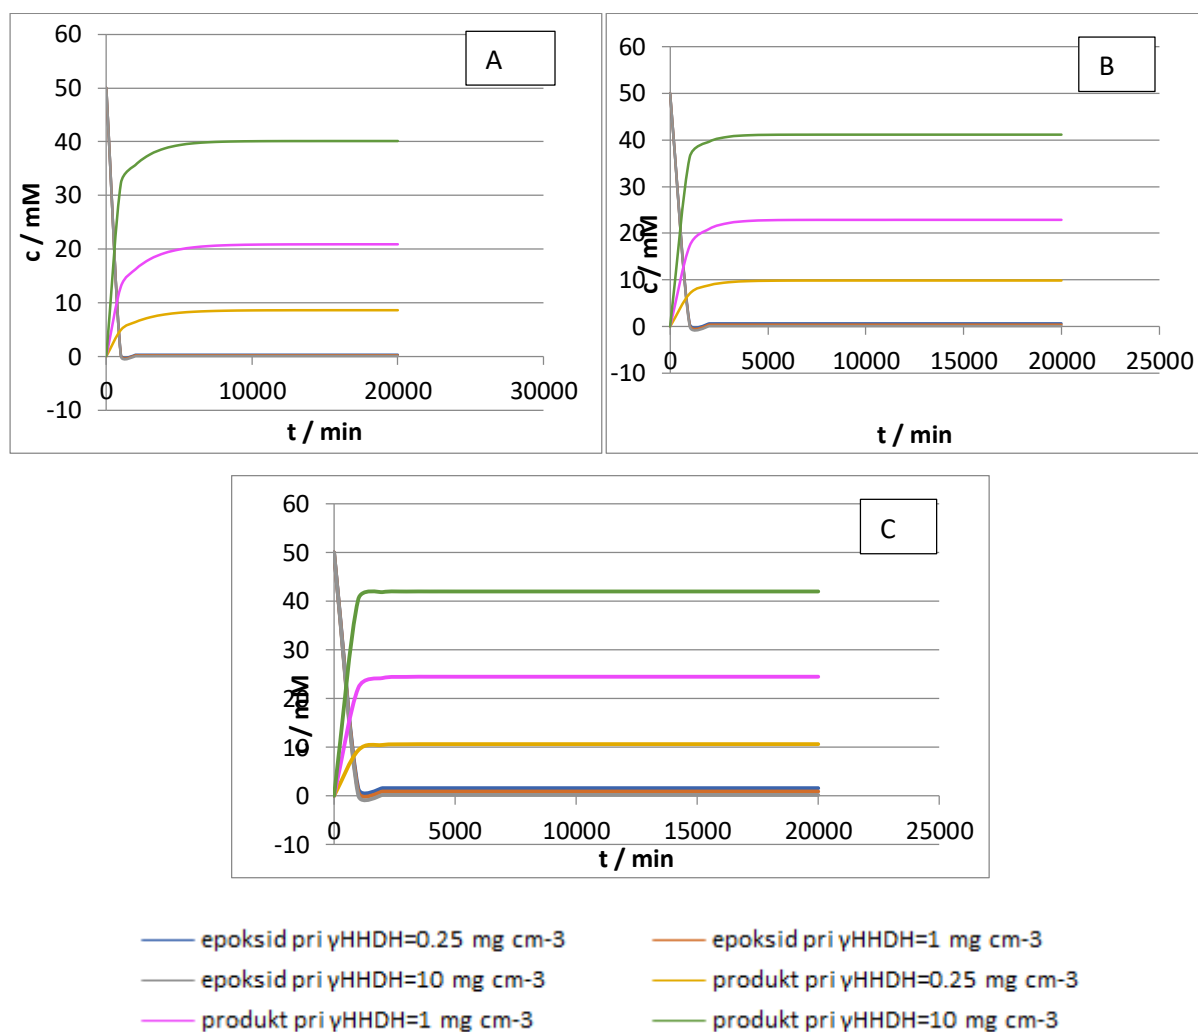 60
50
40
30
20
10
0
-10
0
10000
20000
30000
c / mM
t / min
A
60
50
40
30
20
10
0
-10
0
5000
10000
15000
20000
25000
c / mM
t / min
B
60
50
40
30
20
10
0
-10
0
5000
10000
15000
20000
25000
c / mM
t / min
C
epoksid pri γHHDH=0.25 mg cm-3
epoksid pri γHHDH=1 mg cm-3
epoksid pri γHHDH=10 mg cm-3
produkt pri γHHDH=0.25 mg cm-3
produkt pri γHHDH=1 mg cm-3
produkt pri γHHDH=10 mg cm-3